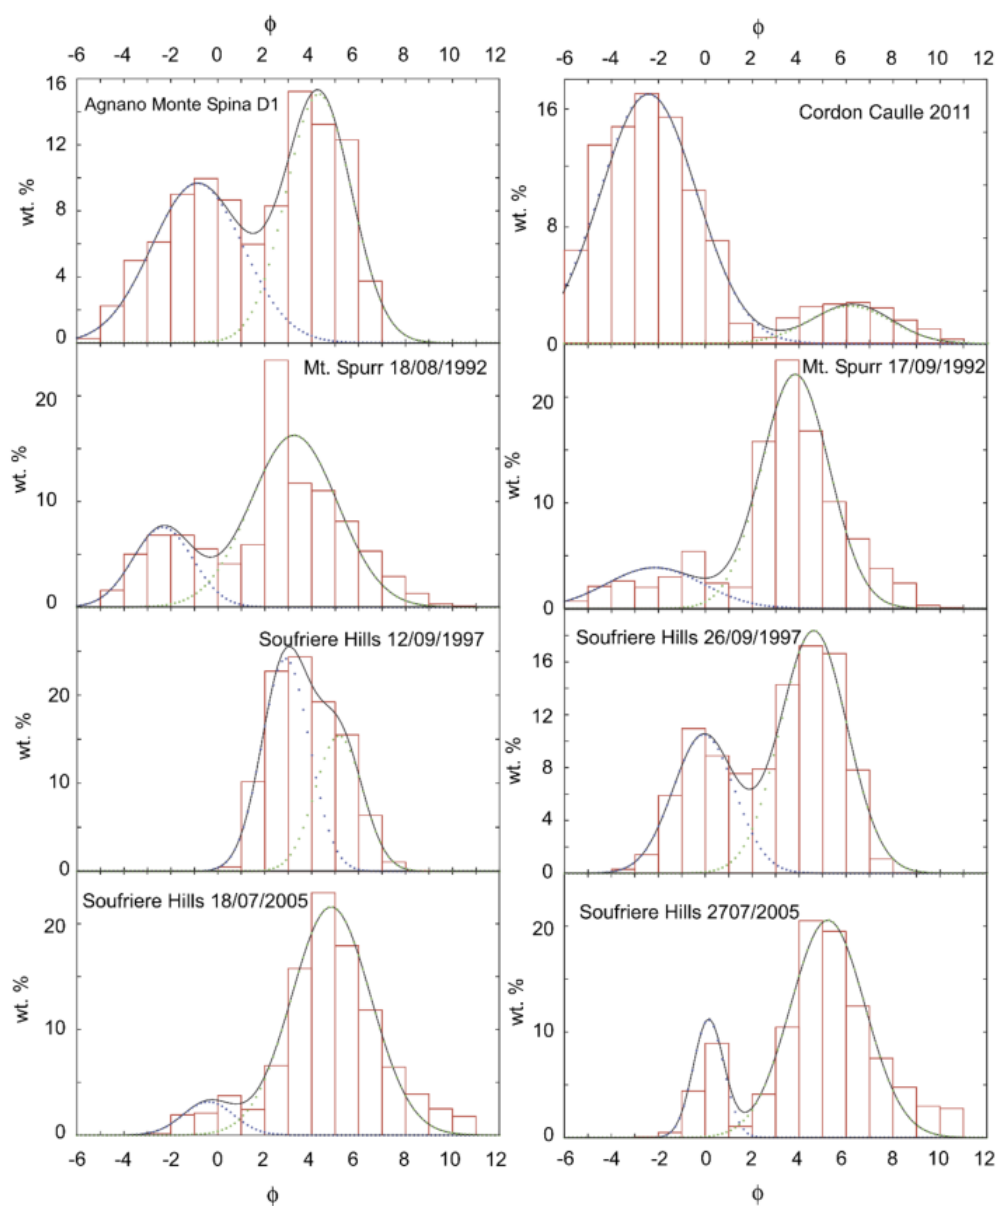 ϕ ϕ
-6 -4 -2 0 2 4 6 8 10 12 -6 -4 -2 0 2 4 6 8 10 12
16
12
8
4
0
wt. %
Agnano Monte Spina D1
16
8
0
wt. %
Cordon Caulle 2011
20
10
0
wt. %
Mt. Spurr 18/08/1992
20
10
0
wt. %
Mt. Spurr 17/09/1992
20
10
0
wt. %
Soufriere Hills 12/09/1997
16
12
8
4
0
wt. %
Soufriere Hills 26/09/1997
20
10
wt. %
Soufriere Hills 18/07/2005
20
10
0
wt. %
Soufriere Hills 2707/2005
-6 -4 -2 0 2 4 6 8 10 12 -6 -4 -2 0 2 4 6 8 10 12
ϕ ϕ